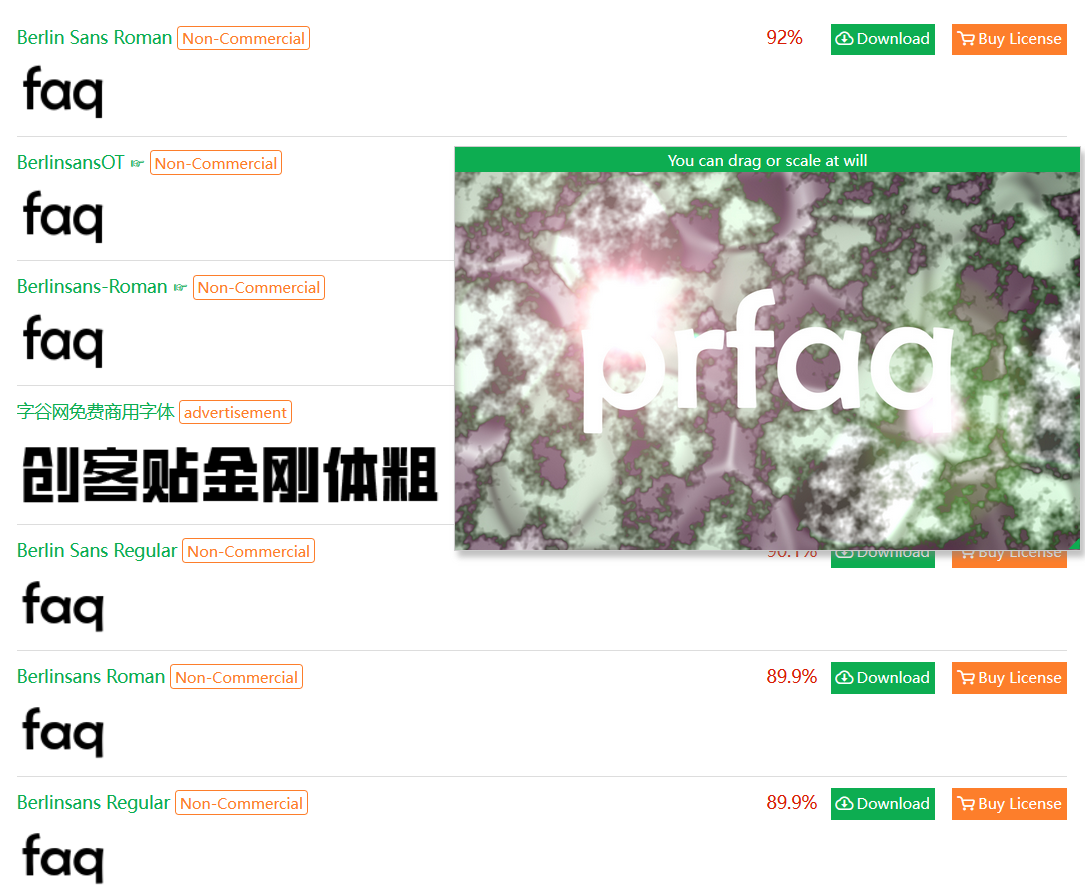 Berlin Sans Roman Non-Commercial 92% Download Buy License
faq
BerlinsansOT ☞ Non-Commercial
You can drag or scale at will
faq
Berlinsans-Roman ☞ Non-Commercial
prfaq
faq
字谷网免费商用字体 advertisement
创客贴金刚体粗
Berlin Sans Regular Non-Commercial 90.1% Download Buy License
faq
Berlinsans Roman Non-Commercial 89.9% Download Buy License
faq
Berlinsans Regular Non-Commercial 89.9% Download Buy License
faq